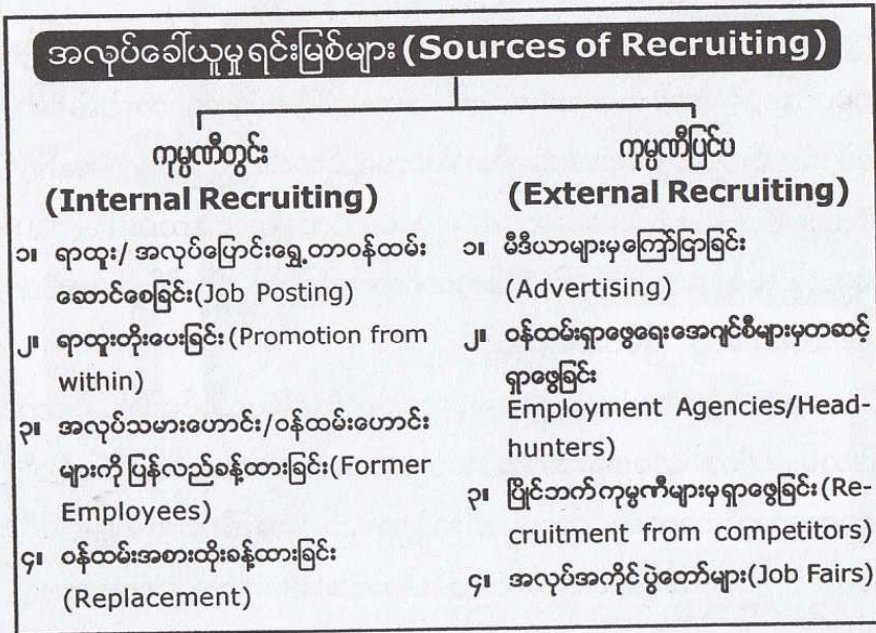 အလုပ်ခေါ်ယူမှုရင်းမြစ်များ (Sources of Recruiting)
ကုမ္ပဏီတွင်း
(Internal Recruiting)
၁။ ရာထူး/ အလုပ်ပြောင်းရွှေ့တာဝန်ထမ်း
ဆောင်စေခြင်း(Job Posting)
၂။ ရာထူးတိုးပေးခြင်း (Promotion from
within)
၃။ အလုပ်သမားဟောင်း/ဝန်ထမ်းဟောင်း
များကို ပြန်လည်ခန့်ထားခြင်း(Former
Employees)
၄။ ဝန်ထမ်းအစားထိုးခန့်ထားခြင်း
(Replacement)
ကုမ္ပဏီပြင်ပ
(External Recruiting)
၁။ မီဒီယာများမှကြော်ငြာခြင်း
(Advertising)
၂။ ဝန်ထမ်းရှာဖွေရေးအေဂျင်စီများမှတဆင့်
ရှာဖွေခြင်း
Employment Agencies/Head-
hunters)
၃။ ပြိုင်ဘက်ကုမ္ပဏီများမှရှာဖွေခြင်း(Re-
cruitment from competitors)
၄။ အလုပ်အကိုင်ပွဲတော်များ(Job Fairs)